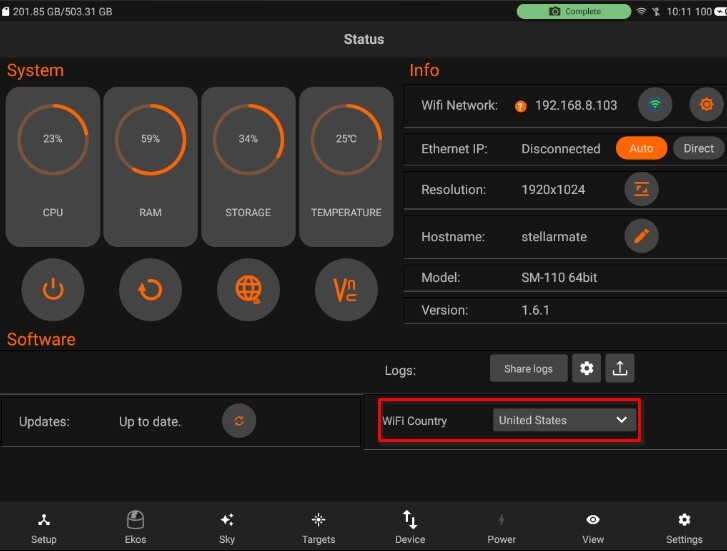 201.85 GB/503.31 GB
Complete
10:11 100
Status
System
Info
23%
CPU
59%
RAM
34%
STORAGE
25℃
TEMPERATURE
Wifi Network: ? 192.168.8.103
Ethernet IP: Disconnected Auto Direct
Resolution: 1920x1024
Hostname: stellarmate
Model: SM-110 64bit
Version: 1.6.1
Vnc
Software
Logs: Share logs
Updates: Up to date.
WiFi Country United States
Setup Ekos Sky Targets Device Power View Settings